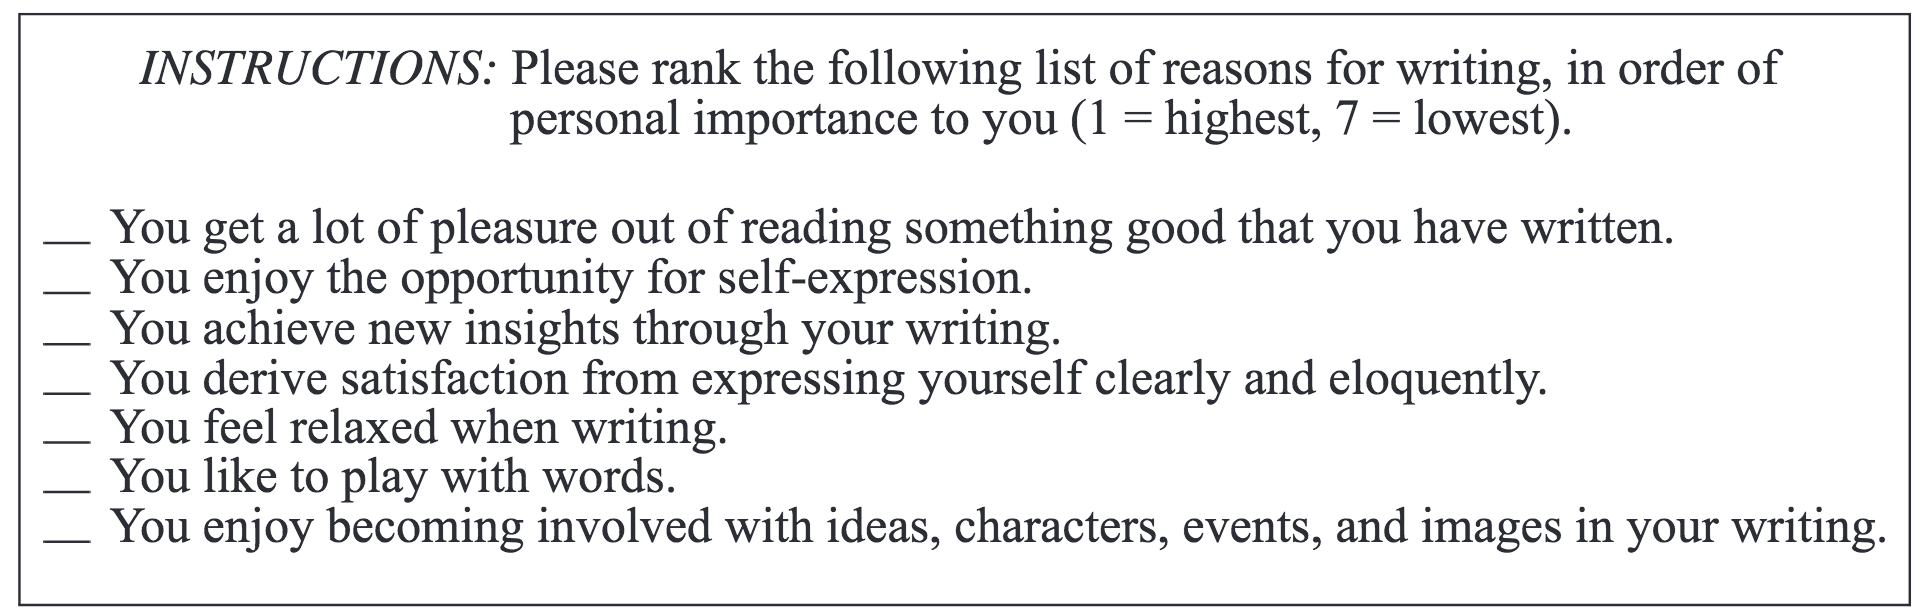 INSTRUCTIONS: Please rank the following list of reasons for writing, in order of
personal importance to you (1 = highest, 7 = lowest).
__ You get a lot of pleasure out of reading something good that you have written.
__ You enjoy the opportunity for self-expression.
__ You achieve new insights through your writing.
__ You derive satisfaction from expressing yourself clearly and eloquently.
__ You feel relaxed when writing.
__ You like to play with words.
__ You enjoy becoming involved with ideas, characters, events, and images in your writing.